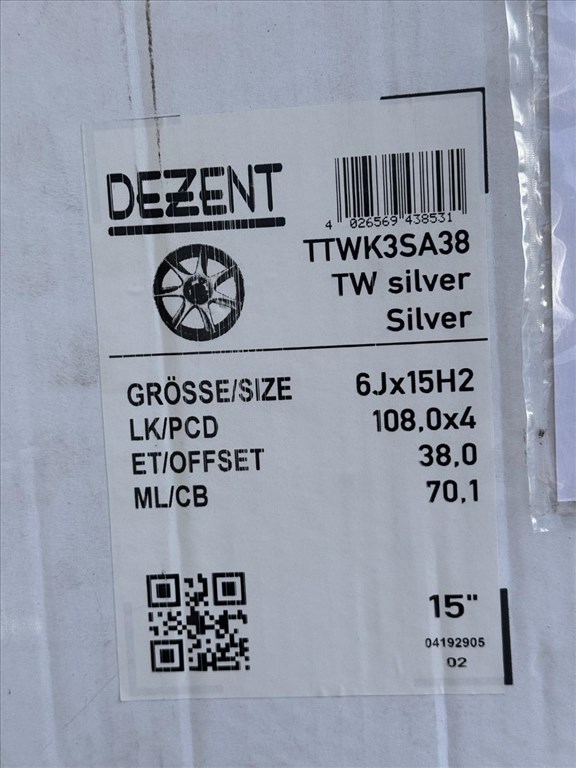 DEZENT
4 026569 438531
TTWK3SA38
TW silver
Silver
GRÖSSE/SIZE 6Jx15H2
LK/PCD 108,0x4
ET/OFFSET 38,0
ML/CB 70,1
15"
04192905
02